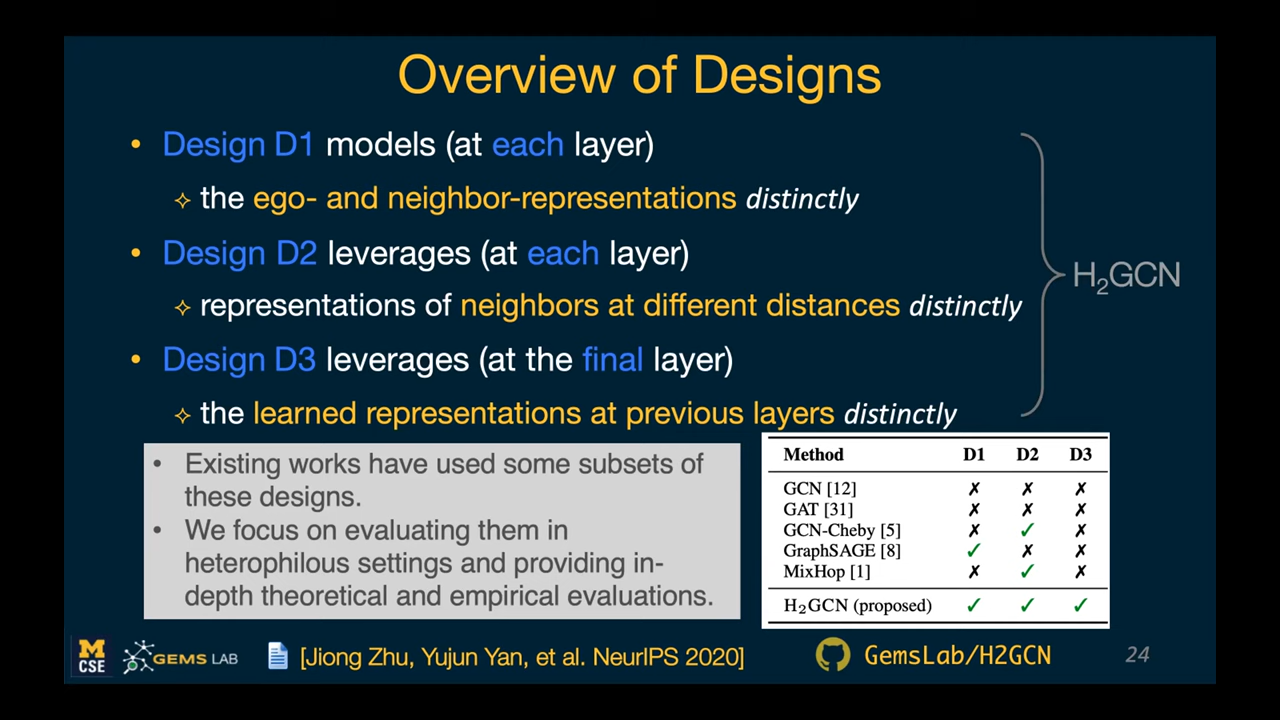 Overview of Designs
• Design D1 models (at each layer)
✧ the ego- and neighbor-representations distinctly
• Design D2 leverages (at each layer)
✧ representations of neighbors at different distances distinctly
• Design D3 leverages (at the final layer)
✧ the learned representations at previous layers distinctly
H₂GCN
• Existing works have used some subsets of
these designs.
• We focus on evaluating them in
heterophilous settings and providing in-
depth theoretical and empirical evaluations.
Method D1 D2 D3
GCN [12] ✗ ✗ ✗
GAT [31] ✗ ✗ ✗
GCN-Cheby [5] ✗ ✓ ✗
GraphSAGE [8] ✓ ✗ ✗
MixHop [1] ✗ ✓ ✗
H₂GCN (proposed) ✓ ✓ ✓
M
CSE
GEMS LAB
[Jiong Zhu, Yujun Yan, et al. NeurIPS 2020]
GemsLab/H2GCN
24